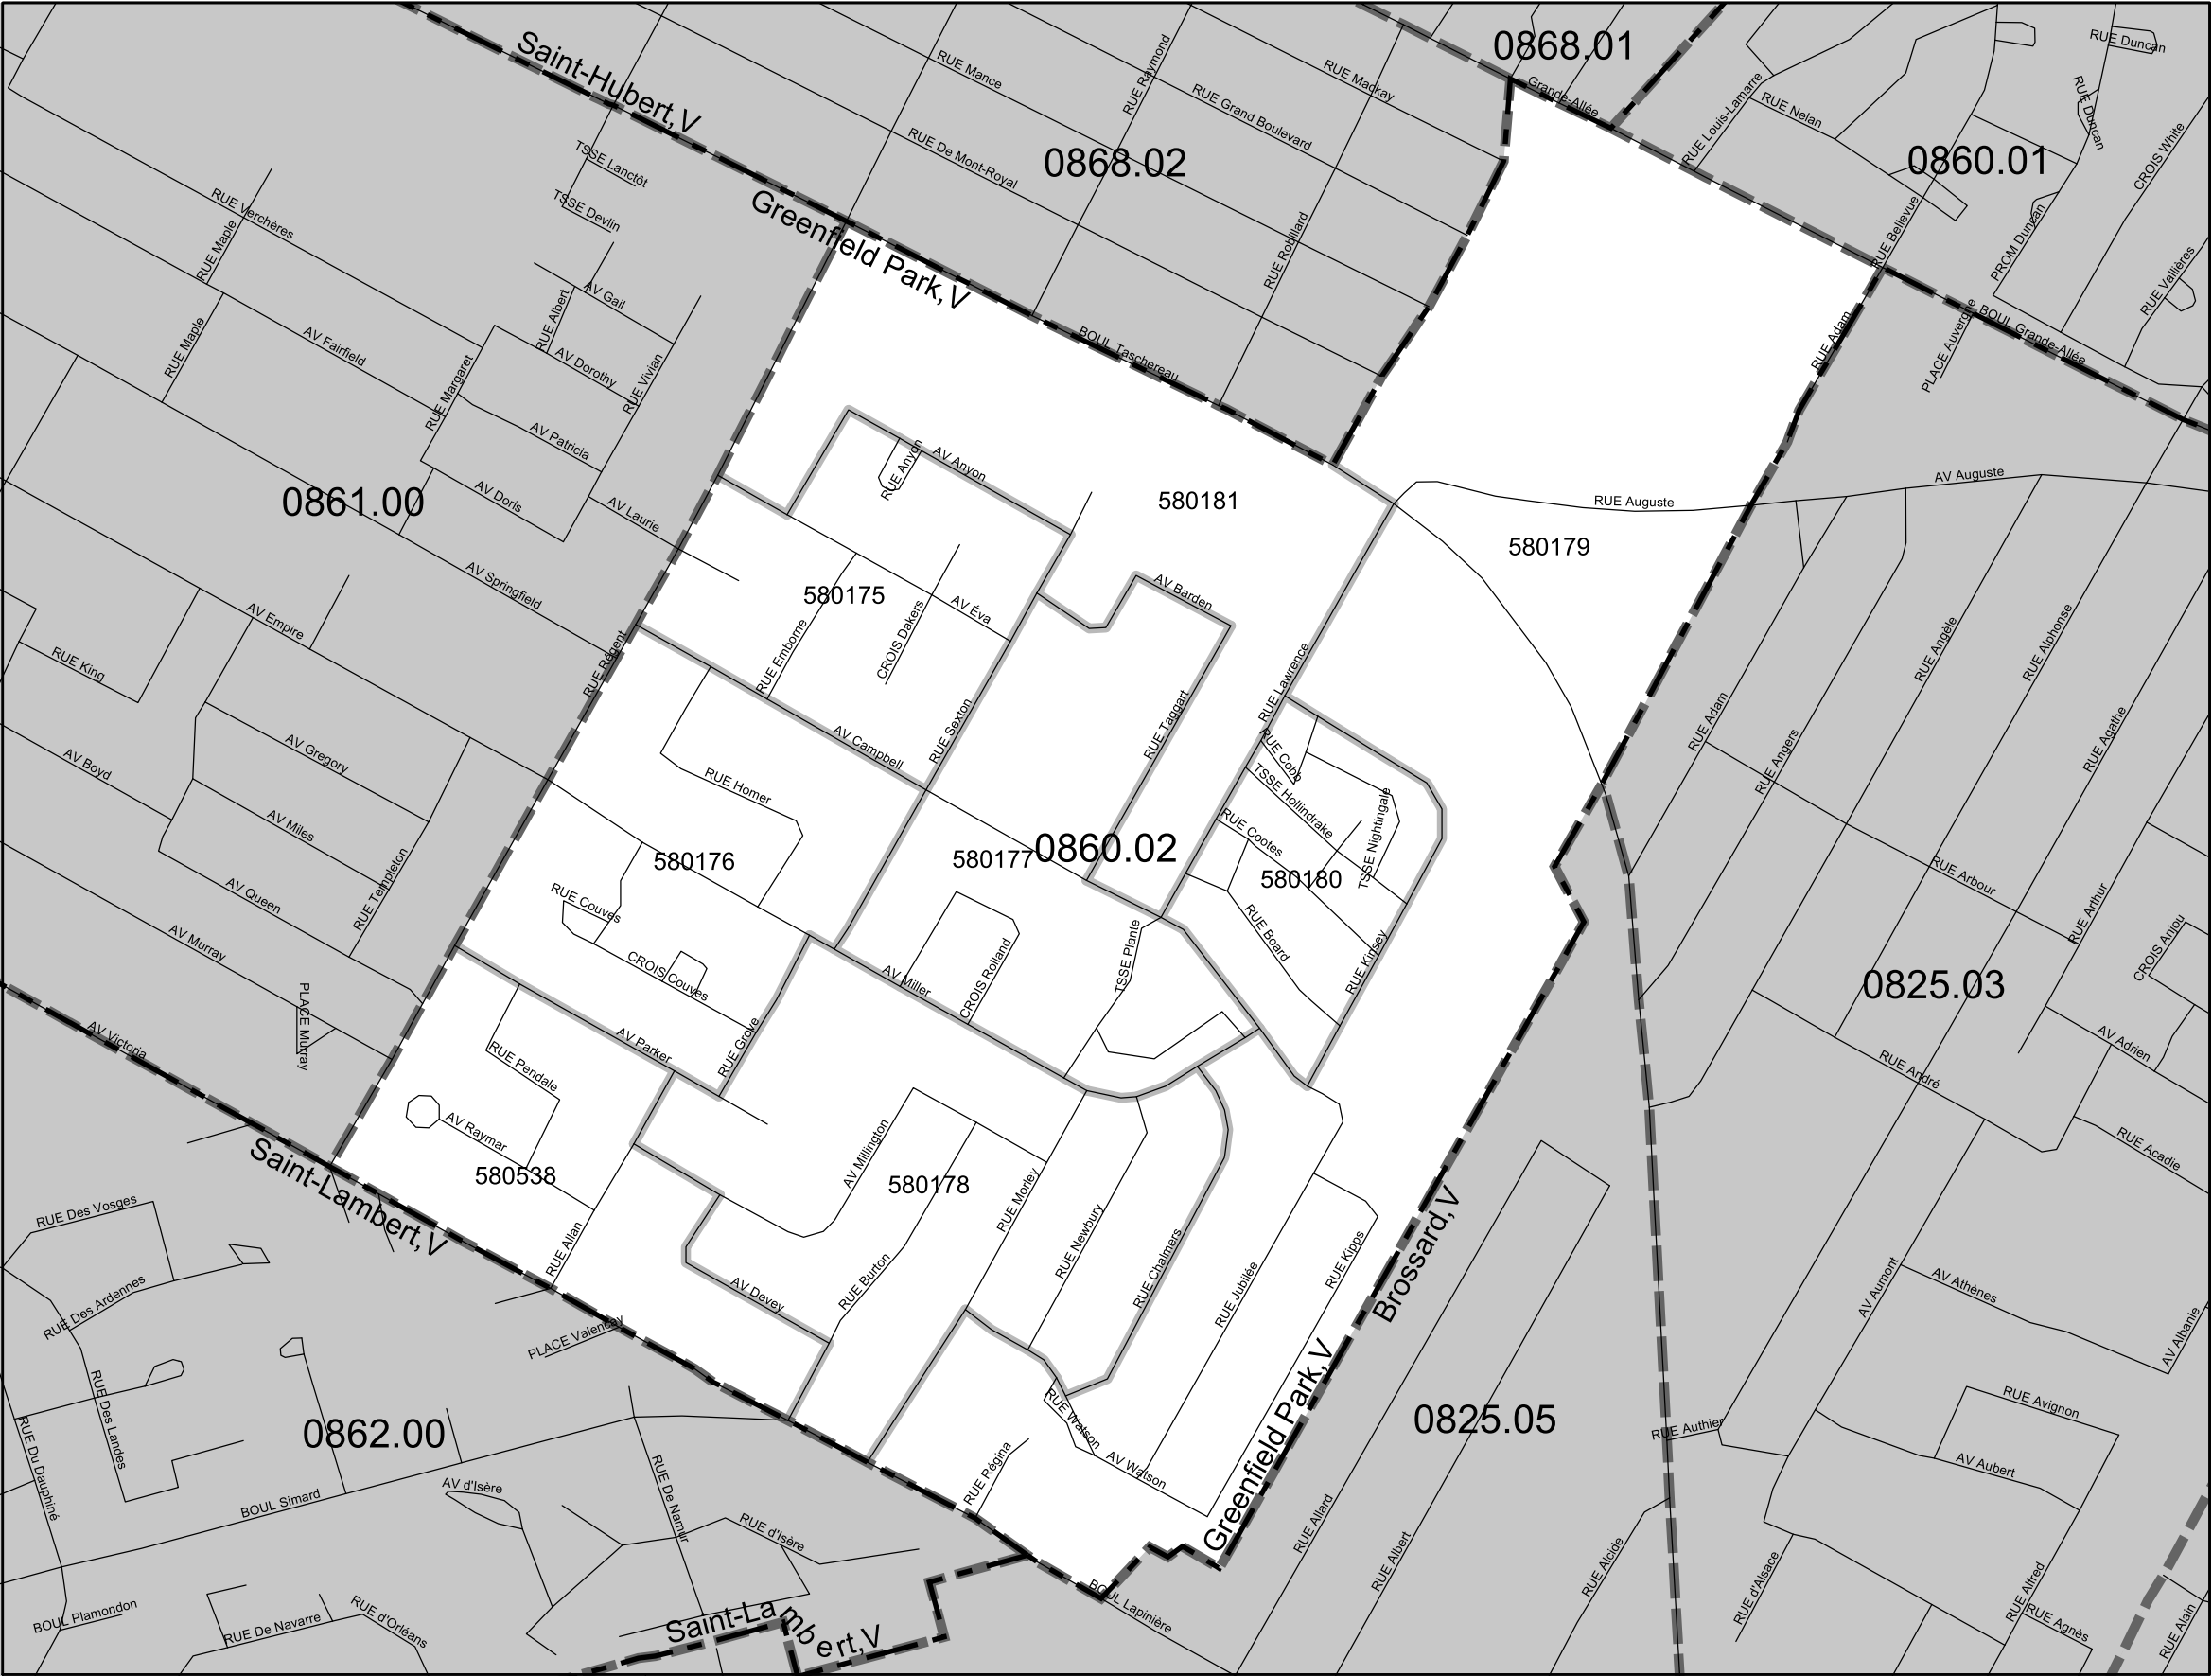 0868.01
Saint-Hubert,V
RUE Duncan
RUE Mance
RUE Raymond
RUE Mackay
Grande-Allée
RUE Grand Boulevard
RUE Louis-Lamarre
RUE Nelan
RUE Duncan
CROIS White
TSSE Lanctôt
RUE De Mont-Royal
0868.02
0860.01
TSSE Devlin
RUE Verchères
RUE Maple
Greenfield Park,V
RUE Robillard
RUE Bellevue
PROM Duncan
RUE Vallières
AV Gail
RUE Albert
RUE Maple
AV Fairfield
AV Dorothy
RUE Vivian
RUE Margaret
BOUL Taschereau
RUE Adam
PLACE Auvergne
BOUL Grande-Allée
AV Patricia
AV Anyon
RUE Anyon
0861.00
AV Doris
AV Laurie
580181
RUE Auguste
AV Auguste
580179
AV Springfield
580175
AV Éva
AV Barden
AV Empire
RUE King
RUE Régent
RUE Emborne
CROIS Dakers
RUE Lawrence
RUE Angèle
RUE Alphonse
AV Gregory
AV Boyd
AV Campbell
RUE Sexton
RUE Taggart
RUE Adam
RUE Angers
RUE Agathe
RUE Homer
RUE Cobb
TSSE Hollindrake
TSSE Nightingale
AV Miles
580176
580177
0860.02
RUE Cootes
580180
RUE Arbour
AV Queen
RUE Templeton
RUE Couves
RUE Board
RUE Arthur
AV Murray
CROIS Couves
AV Miller
CROIS Rolland
TSSE Plante
RUE Kinsey
0825.03
CROIS Anjou
PLACE Murray
AV Victoria
AV Parker
RUE Grove
RUE Pendale
AV Adrien
RUE André
AV Raymar
AV Millington
RUE Acadie
Saint-Lambert,V
580538
580178
RUE Morley
RUE Des Vosges
RUE Allan
RUE Newbury
RUE Chalmers
RUE Jubilée
RUE Kipps
Brossard,V
AV Aumont
AV Athènes
RUE Des Ardennes
AV Devey
RUE Burton
PLACE Valençay
AV Albanie
Greenfield Park,V
RUE Des Landes
RUE Du Dauphiné
0862.00
RUE Watson
0825.05
RUE Authier
RUE Avignon
AV Watson
RUE Régina
AV Aubert
BOUL Simard
AV d'Isère
RUE De Namur
RUE d'Isère
RUE Allard
RUE Albert
RUE Alcide
RUE d'Alsace
RUE Alfred
BOUL Lapinière
BOUL Plamondon
RUE De Navarre
RUE d'Orléans
Saint-Lambert,V
RUE Agnès
RUE Alain